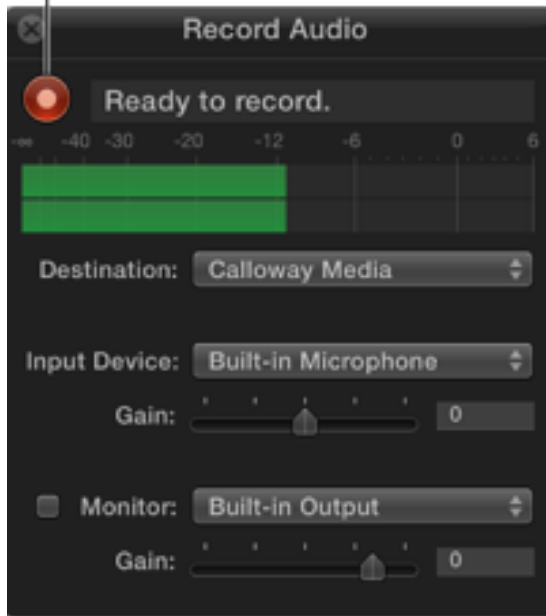 Record Audio
Ready to record.
-∞ -40 -30 -20 -12 -6 0 6
Destination: Calloway Media
Input Device: Built-in Microphone
Gain: 0
Monitor: Built-in Output
Gain: 0